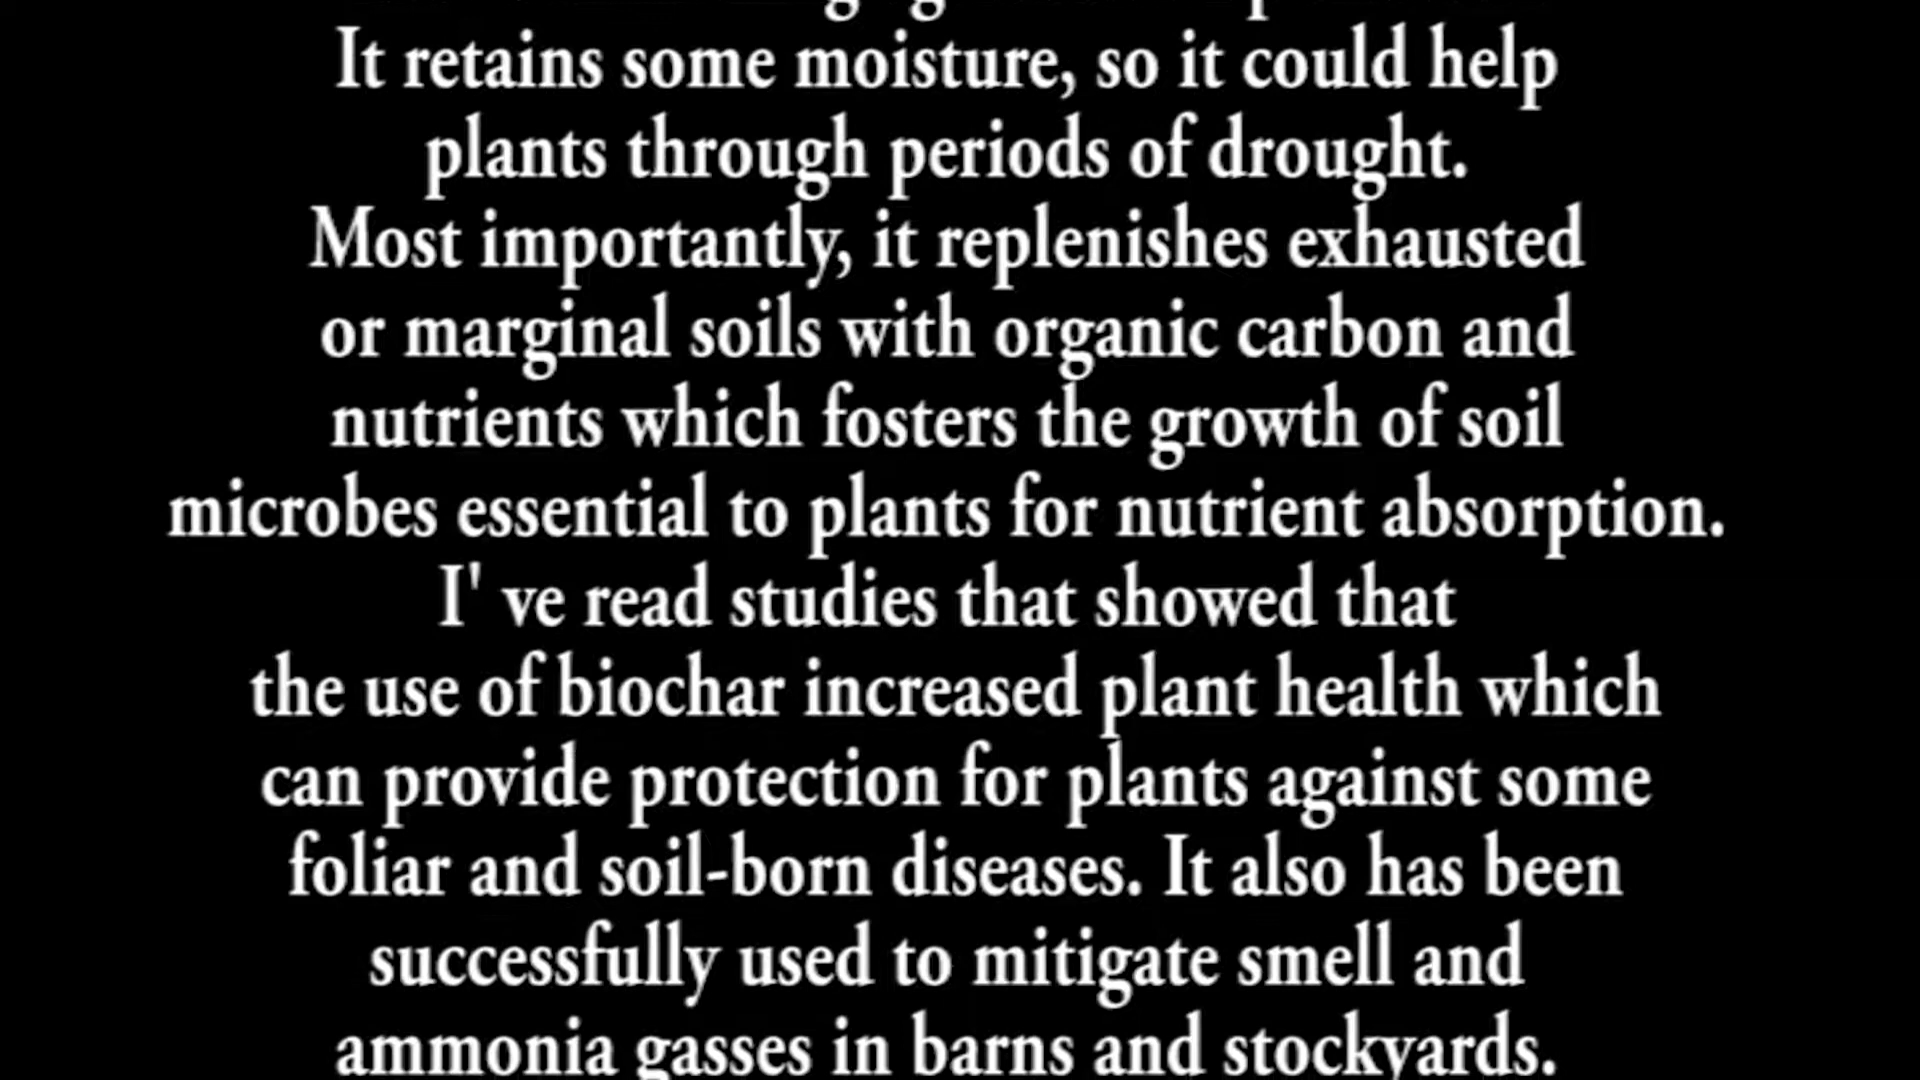 It retains some moisture, so it could help
plants through periods of drought.
Most importantly, it replenishes exhausted
or marginal soils with organic carbon and
nutrients which fosters the growth of soil
microbes essential to plants for nutrient absorption.
I' ve read studies that showed that
the use of biochar increased plant health which
can provide protection for plants against some
foliar and soil-born diseases. It also has been
successfully used to mitigate smell and
ammonia gasses in barns and stockyards.